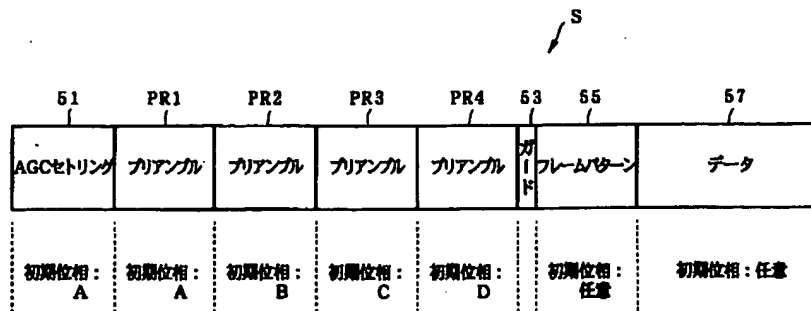 S
51 PR1 PR2 PR3 PR4 53 55 57
AGCセトリング プリアンブル プリアンブル プリアンブル プリアンブル ガード フレームパターン データ
初期位相： 初期位相： 初期位相： 初期位相： 初期位相： 初期位相： 初期位相：任意
A A B C D 任意